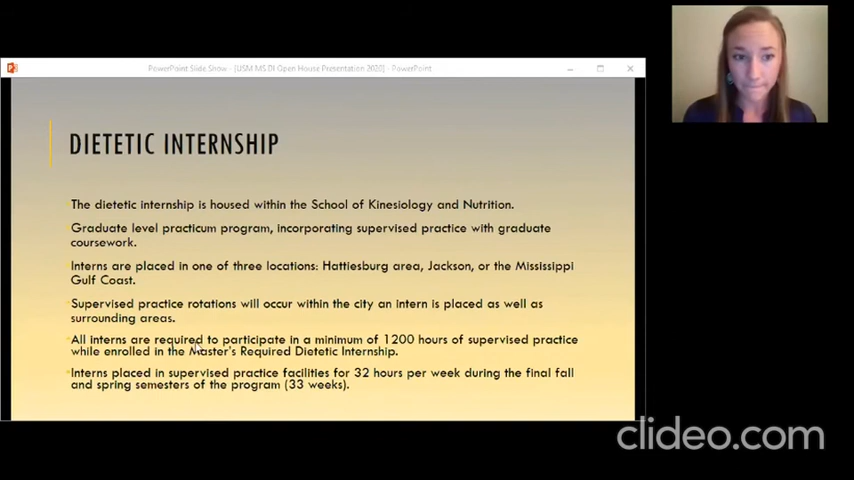 PowerPoint Slide Show - [USM MS DI Open House Presentation 2020] - PowerPoint
DIETETIC INTERNSHIP
The dietetic internship is housed within the School of Kinesiology and Nutrition.
Graduate level practicum program, incorporating supervised practice with graduate
coursework.
Interns are placed in one of three locations: Hattiesburg area, Jackson, or the Mississippi
Gulf Coast.
Supervised practice rotations will occur within the city an intern is placed as well as
surrounding areas.
All interns are required to participate in a minimum of 1200 hours of supervised practice
while enrolled in the Master's Required Dietetic Internship.
Interns placed in supervised practice facilities for 32 hours per week during the final fall
and spring semesters of the program (33 weeks).
clideo.com